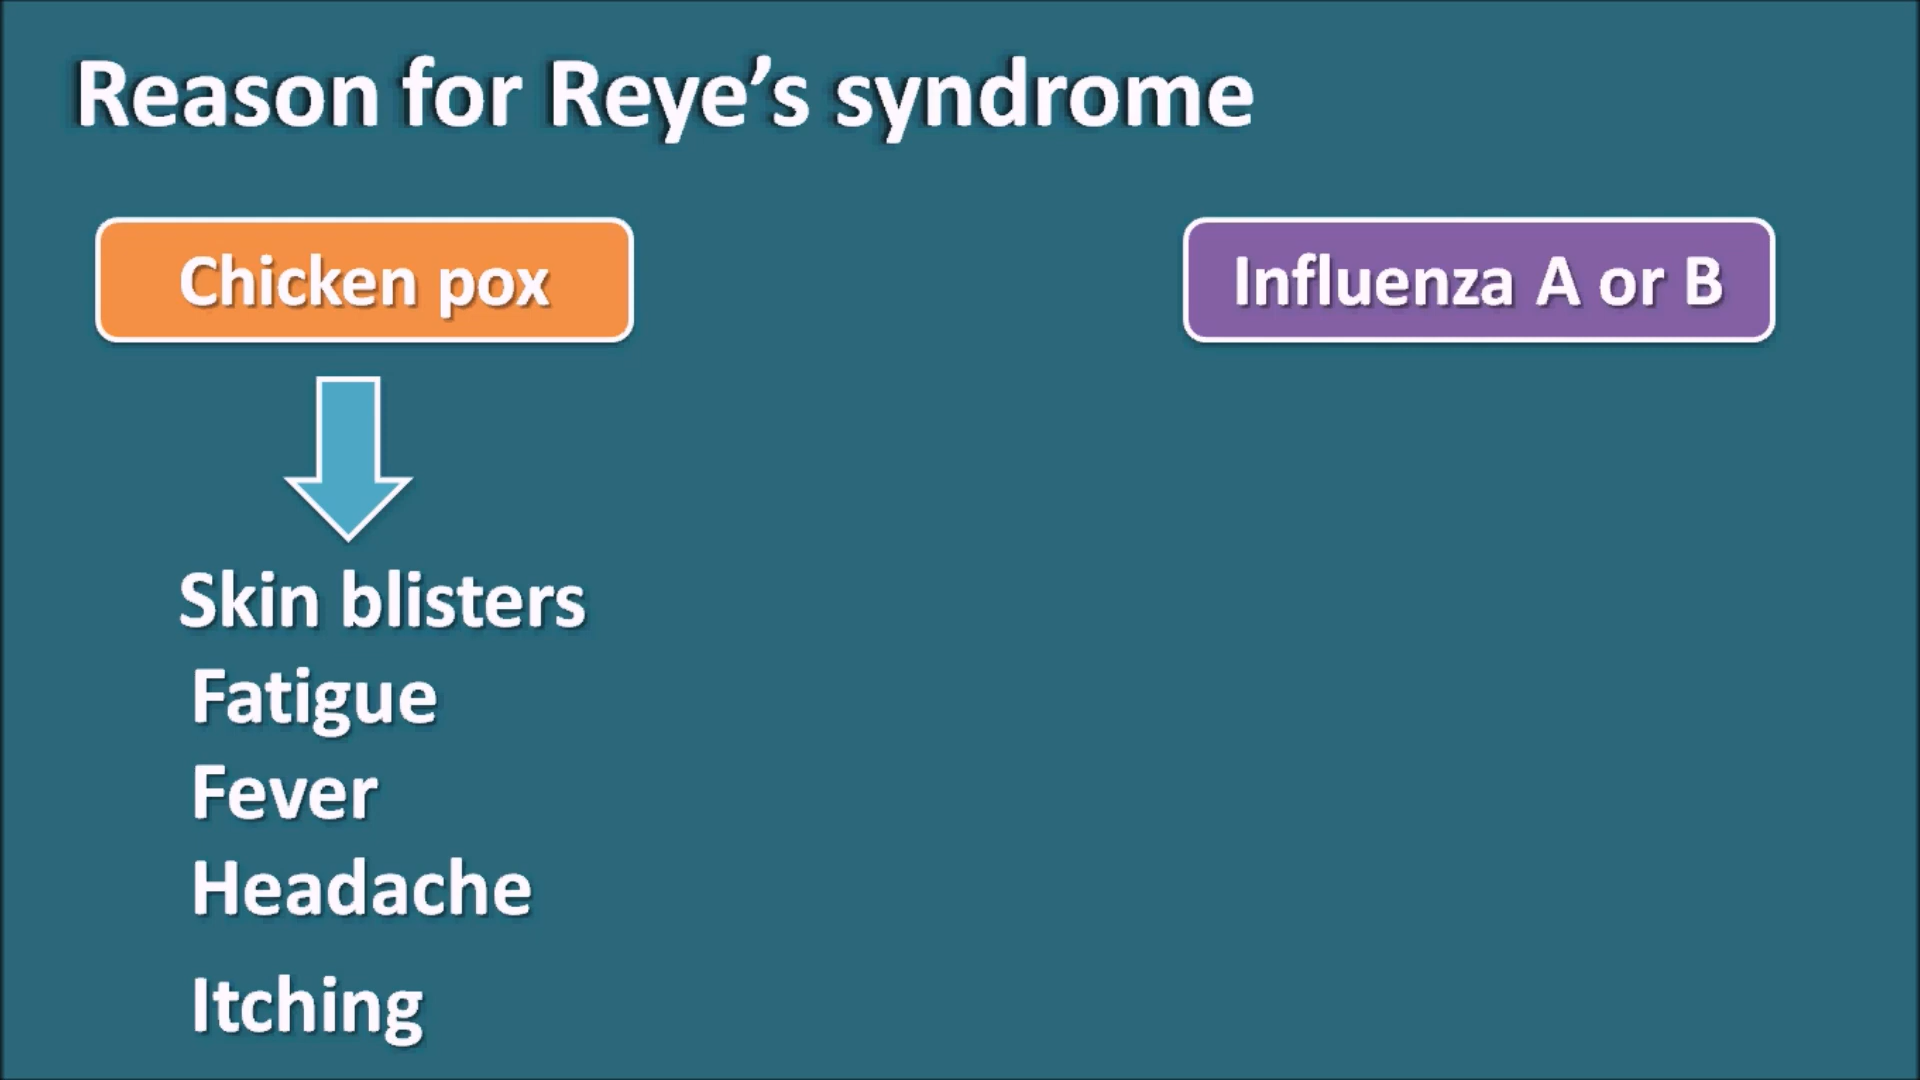 Reason for Reye’s syndrome
Chicken pox
Influenza A or B
Skin blisters
Fatigue
Fever
Headache
Itching